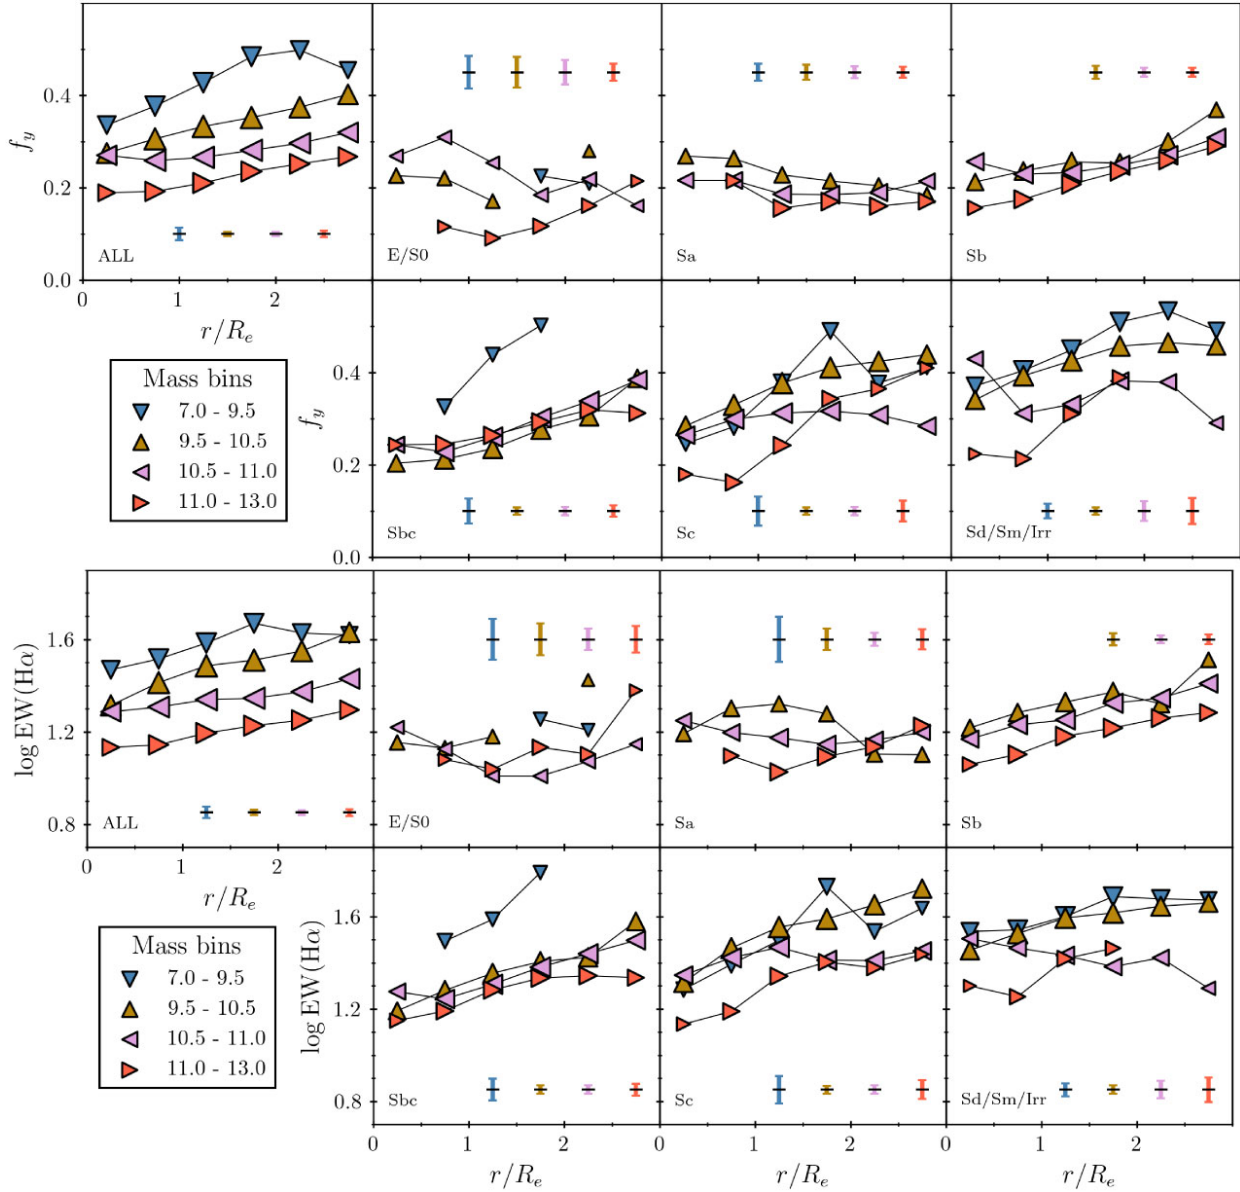 f_y
0.4
0.2
0.0
ALL
E/S0
Sa
Sb
0
1
2
r/R_e
Mass bins
7.0 - 9.5
9.5 - 10.5
10.5 - 11.0
11.0 - 13.0
f_y
0.4
0.2
0.0
Sbc
Sc
Sd/Sm/Irr
log EW(Hα)
1.6
1.2
0.8
ALL
E/S0
Sa
Sb
0
1
2
r/R_e
Mass bins
7.0 - 9.5
9.5 - 10.5
10.5 - 11.0
11.0 - 13.0
log EW(Hα)
1.6
1.2
0.8
Sbc
Sc
Sd/Sm/Irr
0 1 2 0 1 2 0 1 2
r/R_e r/R_e r/R_e